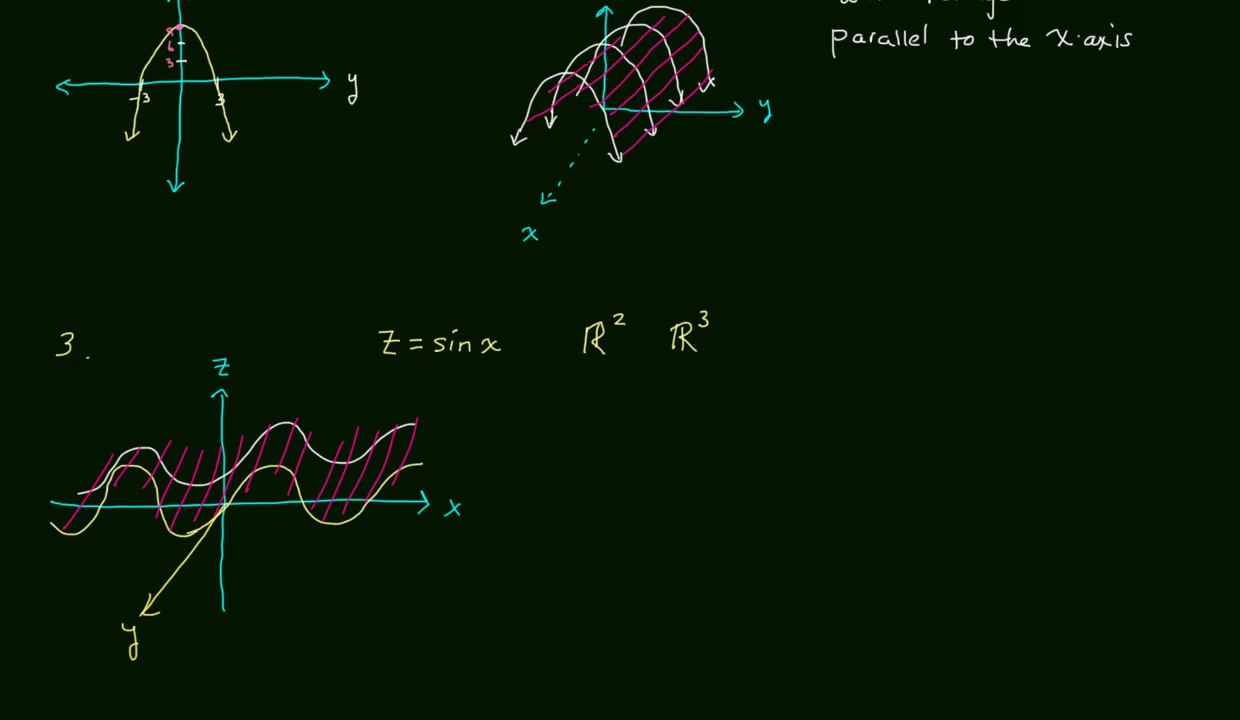 parallel to the x-axis
9
6
3
-3
3
y
y
x
3.
z = sin x
ℝ² ℝ³
z
x
y